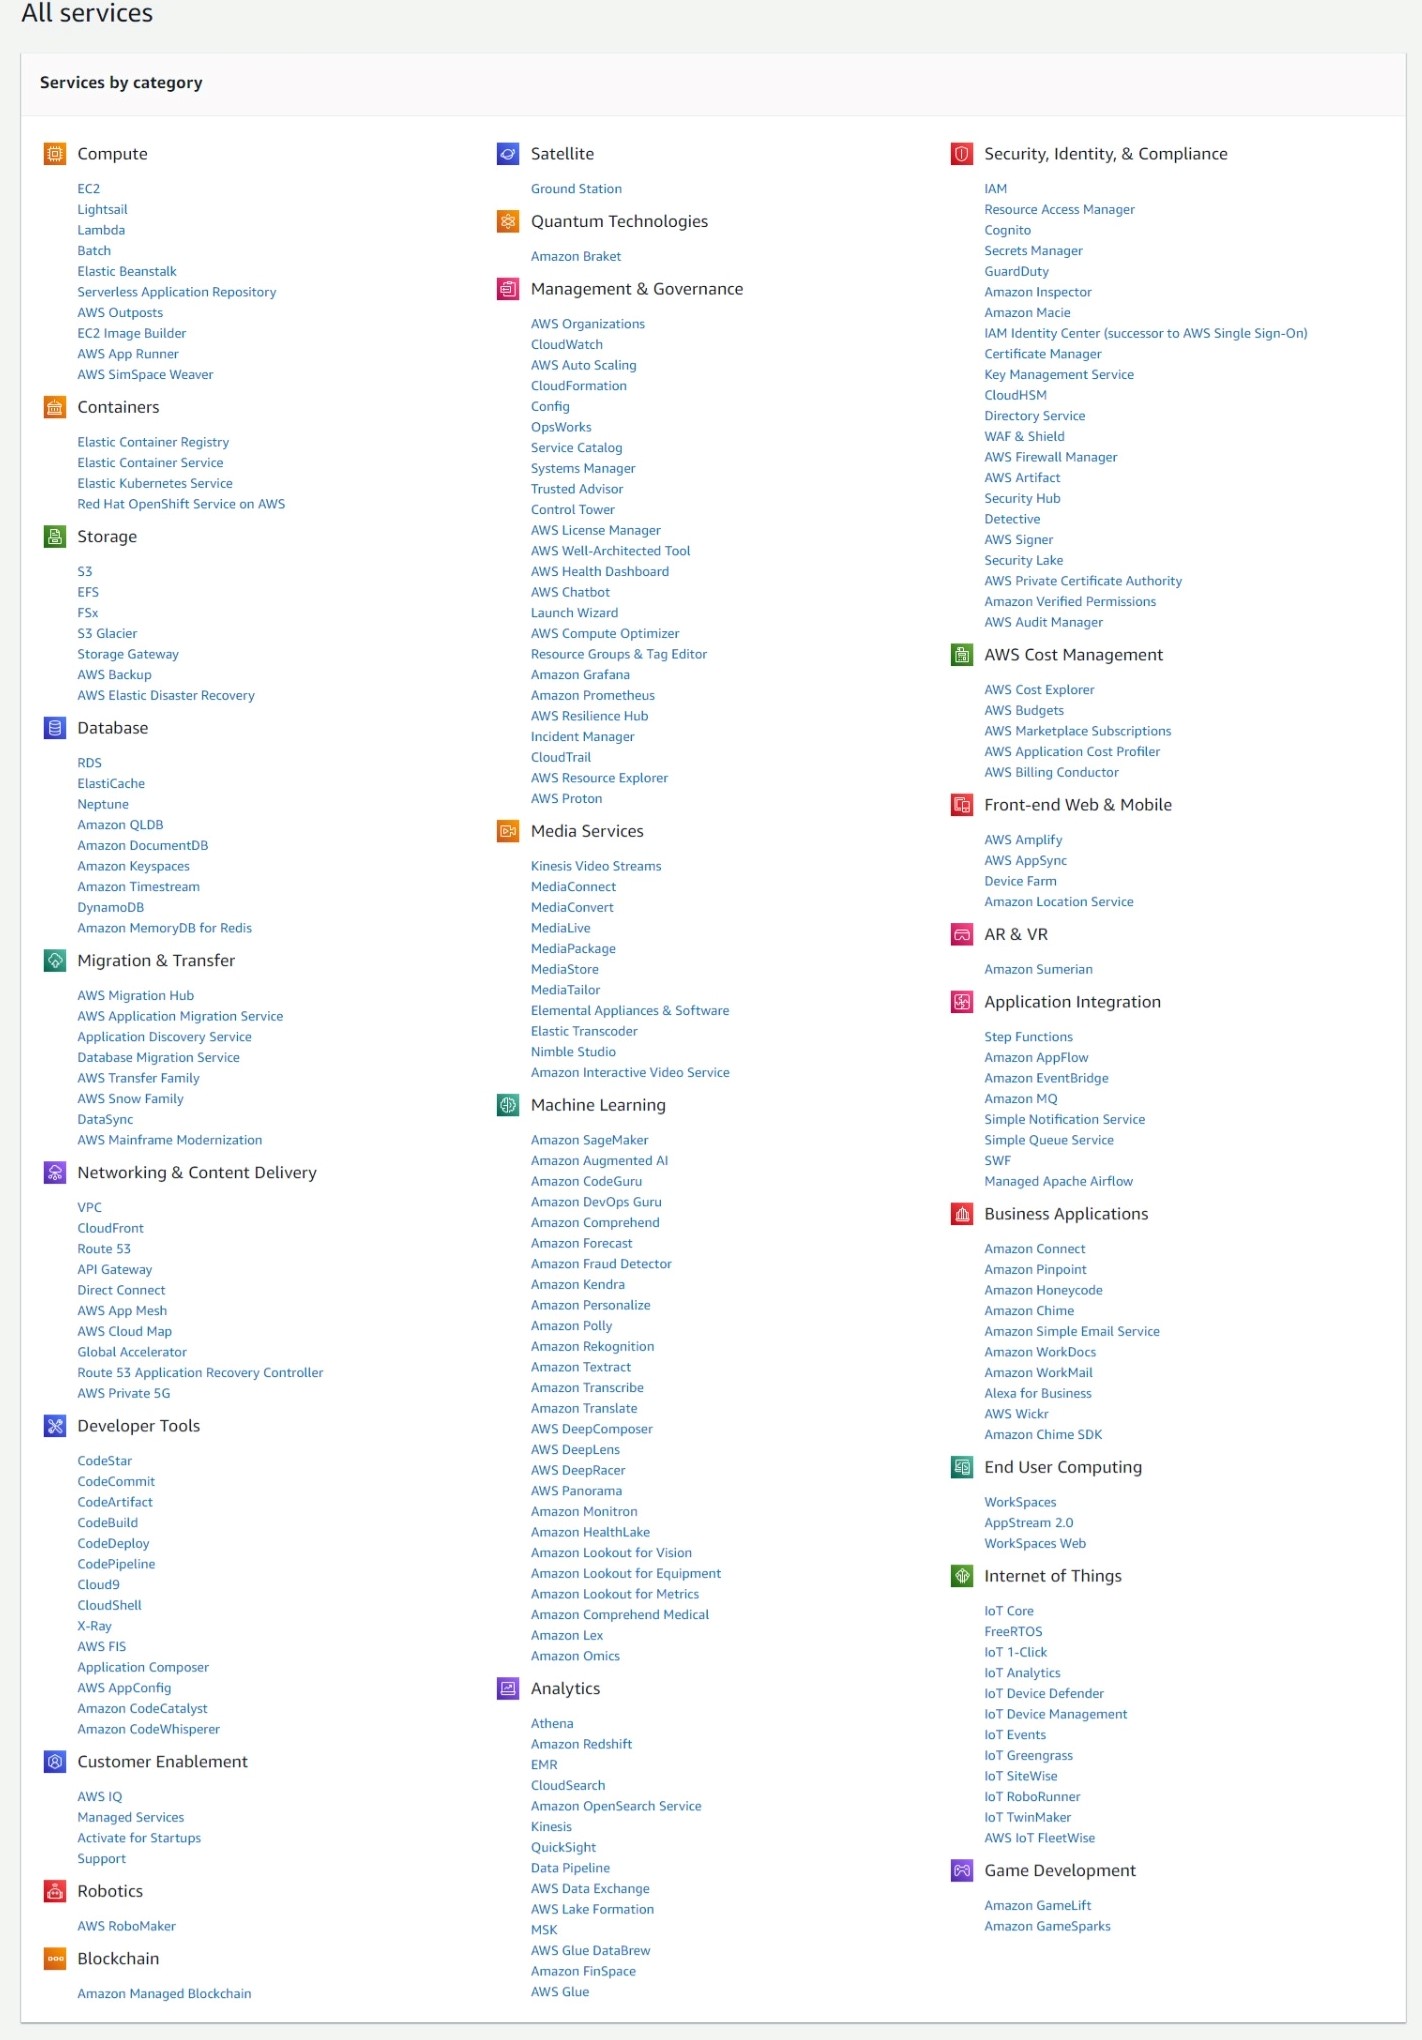 All services
Services by category
Compute
EC2
Lightsail
Lambda
Batch
Elastic Beanstalk
Serverless Application Repository
AWS Outposts
EC2 Image Builder
AWS App Runner
AWS SimSpace Weaver
Containers
Elastic Container Registry
Elastic Container Service
Elastic Kubernetes Service
Red Hat OpenShift Service on AWS
Storage
S3
EFS
FSx
S3 Glacier
Storage Gateway
AWS Backup
AWS Elastic Disaster Recovery
Database
RDS
ElastiCache
Neptune
Amazon QLDB
Amazon DocumentDB
Amazon Keyspaces
Amazon Timestream
DynamoDB
Amazon MemoryDB for Redis
Migration & Transfer
AWS Migration Hub
AWS Application Migration Service
Application Discovery Service
Database Migration Service
AWS Transfer Family
AWS Snow Family
DataSync
AWS Mainframe Modernization
Networking & Content Delivery
VPC
CloudFront
Route 53
API Gateway
Direct Connect
AWS App Mesh
AWS Cloud Map
Global Accelerator
Route 53 Application Recovery Controller
AWS Private 5G
Developer Tools
CodeStar
CodeCommit
CodeArtifact
CodeBuild
CodeDeploy
CodePipeline
Cloud9
CloudShell
X-Ray
AWS FIS
Application Composer
AWS AppConfig
Amazon CodeCatalyst
Amazon CodeWhisperer
Customer Enablement
AWS IQ
Managed Services
Activate for Startups
Support
Robotics
AWS RoboMaker
Blockchain
Amazon Managed Blockchain
Satellite
Ground Station
Quantum Technologies
Amazon Braket
Management & Governance
AWS Organizations
CloudWatch
AWS Auto Scaling
CloudFormation
Config
OpsWorks
Service Catalog
Systems Manager
Trusted Advisor
Control Tower
AWS License Manager
AWS Well-Architected Tool
AWS Health Dashboard
AWS Chatbot
Launch Wizard
AWS Compute Optimizer
Resource Groups & Tag Editor
Amazon Grafana
Amazon Prometheus
AWS Resilience Hub
Incident Manager
CloudTrail
AWS Resource Explorer
AWS Proton
Media Services
Kinesis Video Streams
MediaConnect
MediaConvert
MediaLive
MediaPackage
MediaStore
MediaTailor
Elemental Appliances & Software
Elastic Transcoder
Nimble Studio
Amazon Interactive Video Service
Machine Learning
Amazon SageMaker
Amazon Augmented AI
Amazon CodeGuru
Amazon DevOps Guru
Amazon Comprehend
Amazon Forecast
Amazon Fraud Detector
Amazon Kendra
Amazon Personalize
Amazon Polly
Amazon Rekognition
Amazon Textract
Amazon Transcribe
Amazon Translate
AWS DeepComposer
AWS DeepLens
AWS DeepRacer
AWS Panorama
Amazon Monitron
Amazon HealthLake
Amazon Lookout for Vision
Amazon Lookout for Equipment
Amazon Lookout for Metrics
Amazon Comprehend Medical
Amazon Lex
Amazon Omics
Analytics
Athena
Amazon Redshift
EMR
CloudSearch
Amazon OpenSearch Service
Kinesis
QuickSight
Data Pipeline
AWS Data Exchange
AWS Lake Formation
MSK
AWS Glue DataBrew
Amazon FinSpace
AWS Glue
Security, Identity, & Compliance
IAM
Resource Access Manager
Cognito
Secrets Manager
GuardDuty
Amazon Inspector
Amazon Macie
IAM Identity Center (successor to AWS Single Sign-On)
Certificate Manager
Key Management Service
CloudHSM
Directory Service
WAF & Shield
AWS Firewall Manager
AWS Artifact
Security Hub
Detective
AWS Signer
Security Lake
AWS Private Certificate Authority
Amazon Verified Permissions
AWS Audit Manager
AWS Cost Management
AWS Cost Explorer
AWS Budgets
AWS Marketplace Subscriptions
AWS Application Cost Profiler
AWS Billing Conductor
Front-end Web & Mobile
AWS Amplify
AWS AppSync
Device Farm
Amazon Location Service
AR & VR
Amazon Sumerian
Application Integration
Step Functions
Amazon AppFlow
Amazon EventBridge
Amazon MQ
Simple Notification Service
Simple Queue Service
SWF
Managed Apache Airflow
Business Applications
Amazon Connect
Amazon Pinpoint
Amazon Honeycode
Amazon Chime
Amazon Simple Email Service
Amazon WorkDocs
Amazon WorkMail
Alexa for Business
AWS Wickr
Amazon Chime SDK
End User Computing
WorkSpaces
AppStream 2.0
WorkSpaces Web
Internet of Things
IoT Core
FreeRTOS
IoT 1-Click
IoT Analytics
IoT Device Defender
IoT Device Management
IoT Events
IoT Greengrass
IoT SiteWise
IoT RoboRunner
IoT TwinMaker
AWS IoT FleetWise
Game Development
Amazon GameLift
Amazon GameSparks